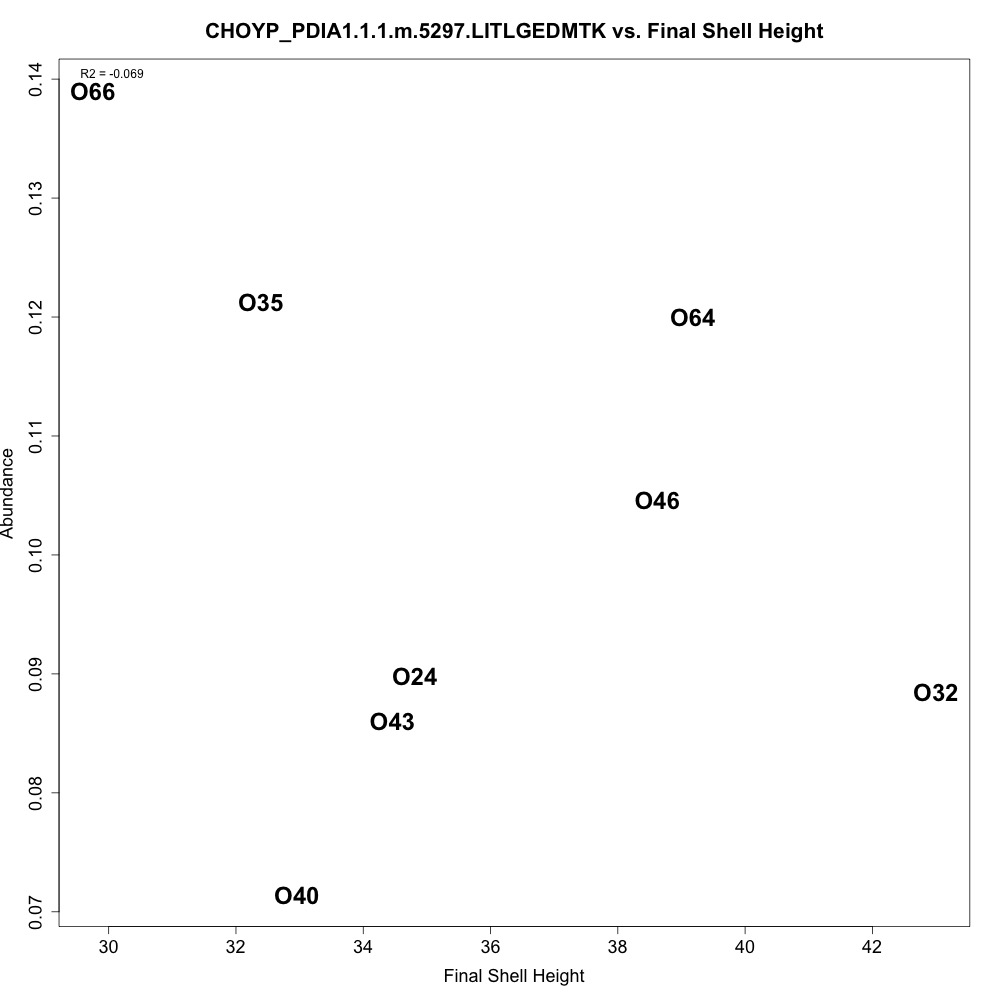 CHOYP_PDIA1.1.1.m.5297.LITLGEDMTK vs. Final Shell Height
R2 = -0.069
O66
O35
O64
O46
O24
O32
O43
O40
0.14
0.13
0.12
0.11
0.10
0.09
0.08
0.07
Abundance
30 32 34 36 38 40 42
Final Shell Height